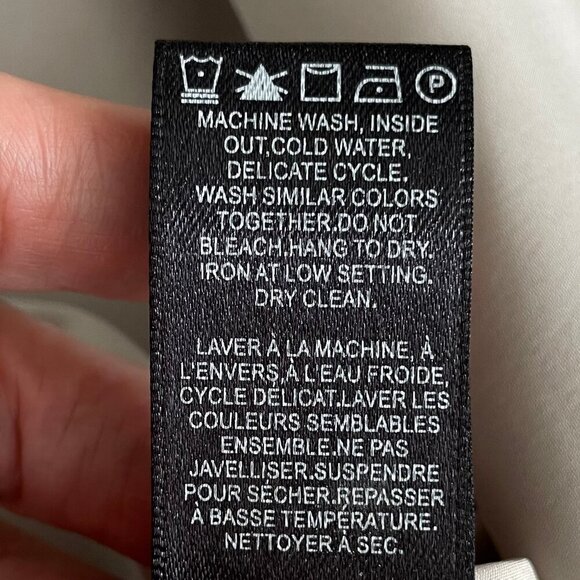 P
MACHINE WASH, INSIDE
OUT.COLD WATER,
DELICATE CYCLE.
WASH SIMILAR COLORS
TOGETHER.DO NOT
BLEACH.HANG TO DRY.
IRON AT LOW SETTING.
DRY CLEAN.
LAVER À LA MACHINE, À
L'ENVERS,À L'EAU FROIDE,
CYCLE DELICAT.LAVER LES
COULEURS SEMBLABLES
ENSEMBLE.NE PAS
JAVELLISER.SUSPENDRE
POUR SÉCHER.REPASSER
À BASSE TEMPÉRATURE.
NETTOYER À SEC.